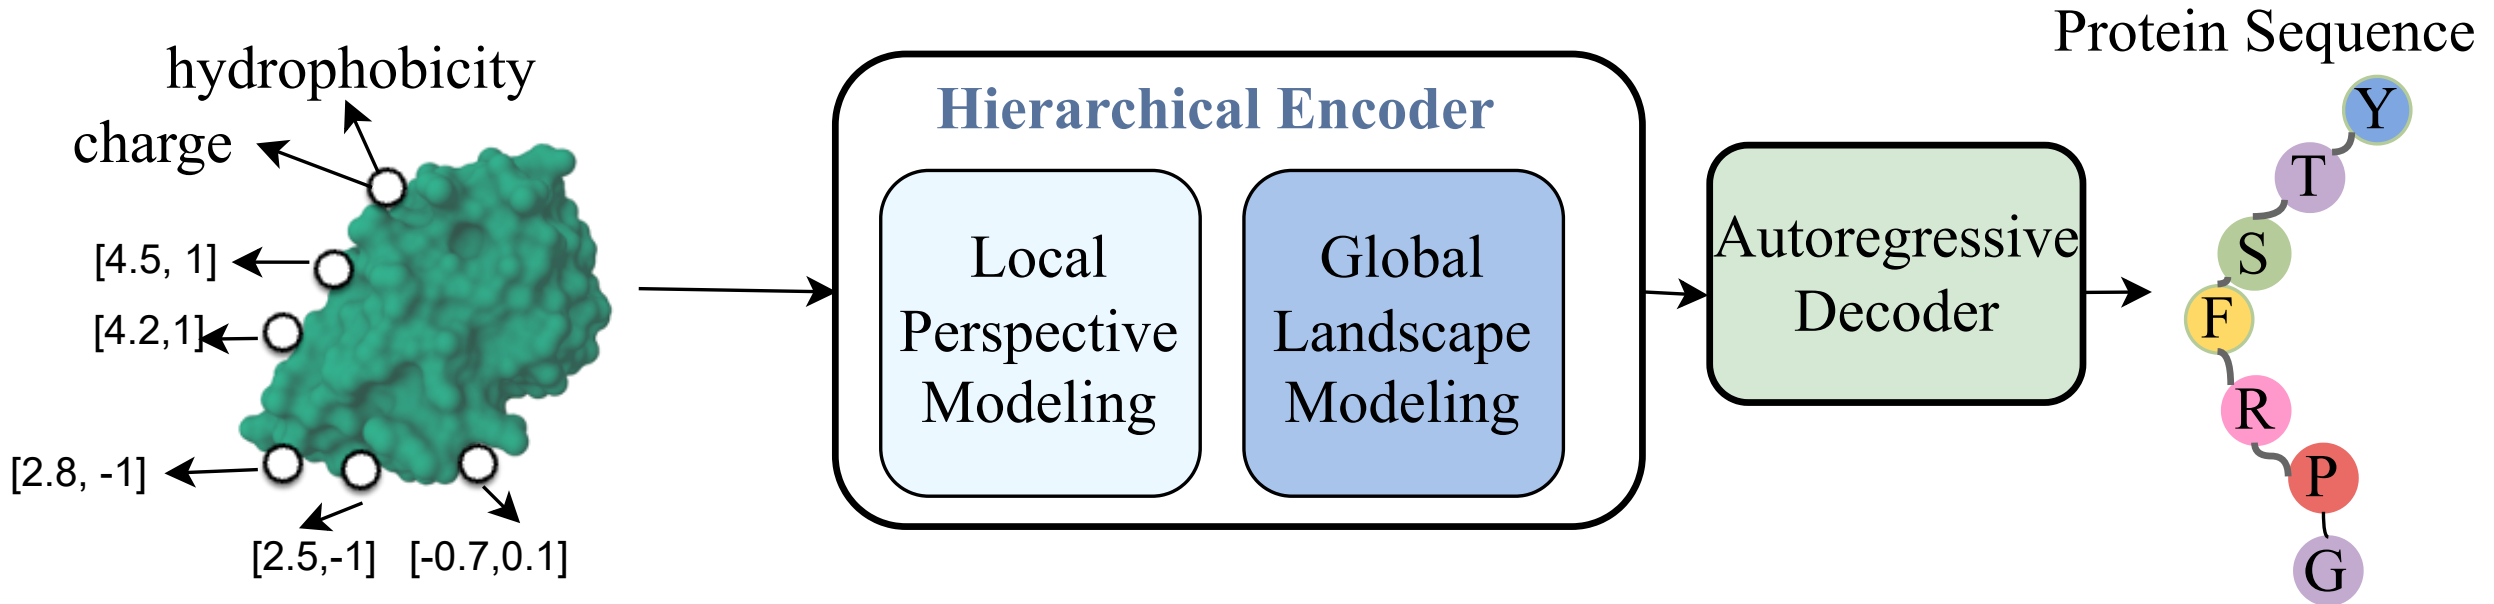 hydrophobicity
charge
[4.5, 1]
[4.2,1]
[2.8, -1]
[2.5,-1]
[-0.7,0.1]
Hierarchical Encoder
Local
Perspective
Modeling
Global
Landscape
Modeling
Autoregressive
Decoder
Protein Sequence
Y
T
S
F
R
P
G